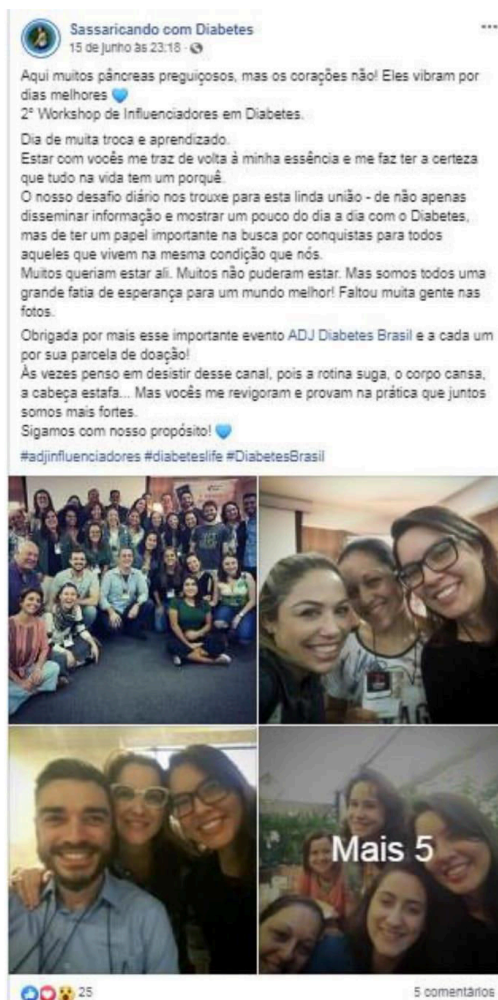 Sassaricando com Diabetes
15 de junho às 23:18 ·
Aqui muitos pâncreas preguiçosos, mas os corações não! Eles vibram por
dias melhores 💙
2° Workshop de Influenciadores em Diabetes.
Dia de muita troca e aprendizado.
Estar com vocês me traz de volta à minha essência e me faz ter a certeza
que tudo na vida tem um porquê.
O nosso desafio diário nos trouxe para esta linda união - de não apenas
disseminar informação e mostrar um pouco do dia a dia com o Diabetes,
mas de ter um papel importante na busca por conquistas para todos
aqueles que vivem na mesma condição que nós.
Muitos queriam estar ali. Muitos não puderam estar. Mas somos todos uma
grande fatia de esperança para um mundo melhor! Faltou muita gente nas
fotos.
Obrigada por mais esse importante evento ADJ Diabetes Brasil e a cada um
por sua parcela de doação!
Às vezes penso em desistir desse canal, pois a rotina suga, o corpo cansa,
a cabeça estafa... Mas vocês me revigoram e provam na prática que juntos
somos mais fortes.
Sigamos com nosso propósito! 💙
#adjinfluenciadores #diabeteslife #DiabetesBrasil
Mais 5
25
5 comentários